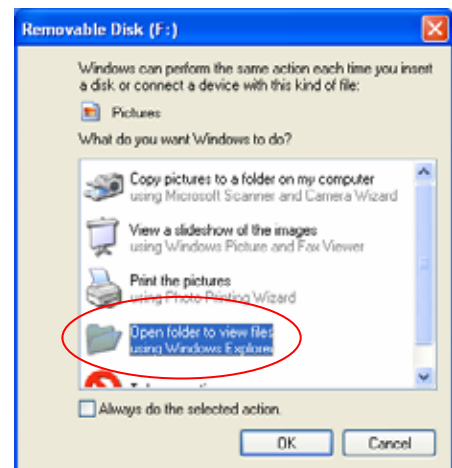 Removable Disk (F:)
Windows can perform the same action each time you insert
a disk or connect a device with this kind of file:
Pictures
What do you want Windows to do?
Copy pictures to a folder on my computer
using Microsoft Scanner and Camera Wizard
View a slideshow of the images
using Windows Picture and Fax Viewer
Print the pictures
using Photo Printing Wizard
Open folder to view files
using Windows Explorer
Always do the selected action.
OK
Cancel